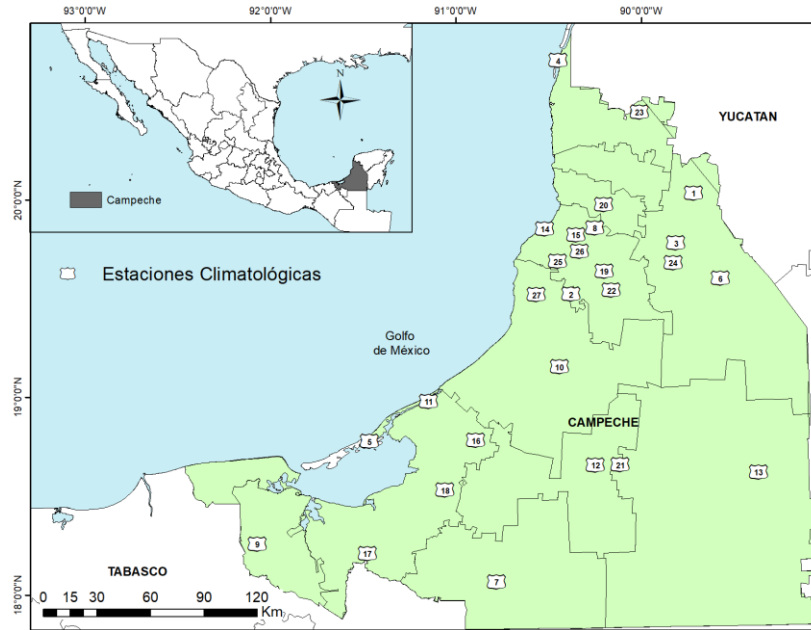 93°0'0"W 92°0'0"W 91°0'0"W 90°0'0"W
N
4
YUCATAN
23
Campeche
20°0'0"N
1
20
14
15
8
3
26
25
24
Estaciones Climatológicas
19
6
27
2
22
Golfo
de México
10
19°0'0"N
11
CAMPECHE
5
16
12
21
13
18
9
17
TABASCO
7
18°0'0"N
0 15 30 60 90 120
Km